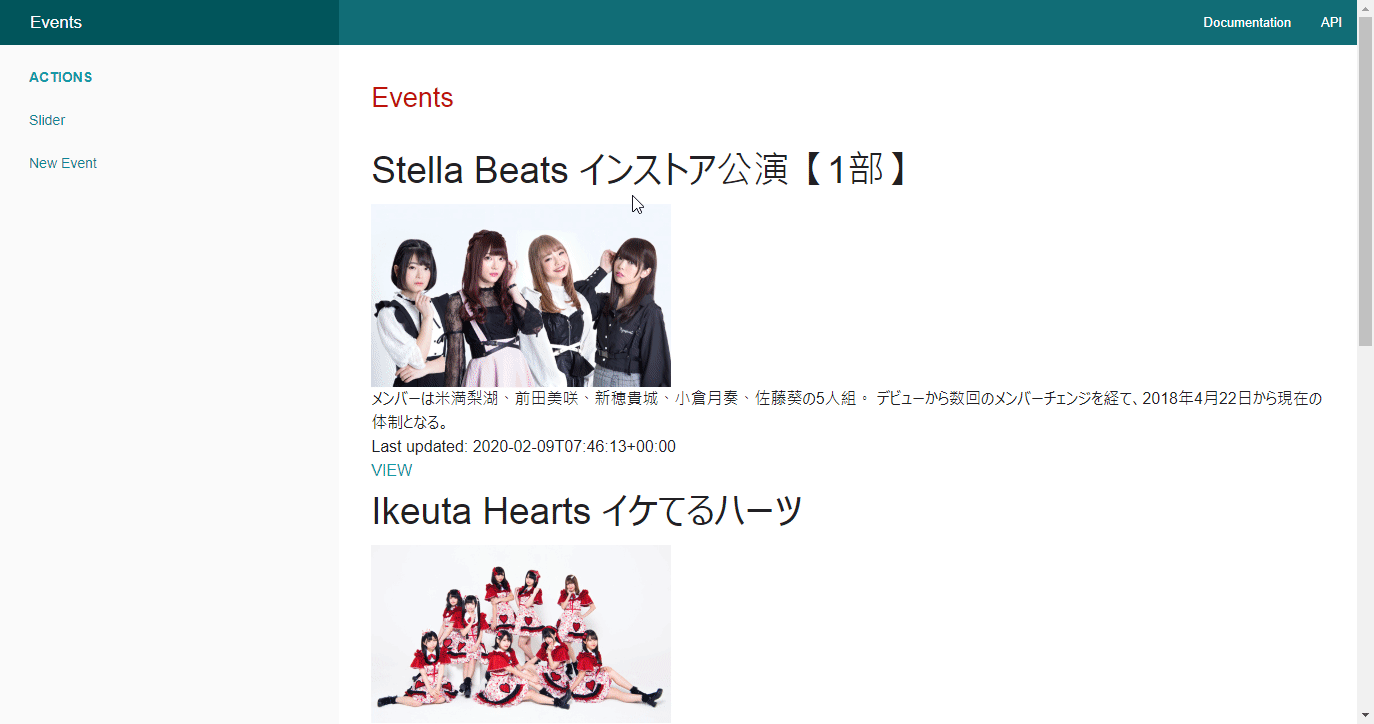 Events
Documentation
API
ACTIONS
Slider
New Event
Events
Stella Beats インストア公演【1部】
メンバーは米満梨湖、前田美咲、新穂貴城、小倉月奏、佐藤葵の5人組。 デビューから数回のメンバーチェンジを経て、2018年4月22日から現在の
体制となる。
Last updated: 2020-02-09T07:46:13+00:00
VIEW
Ikeuta Hearts イケてるハーツ